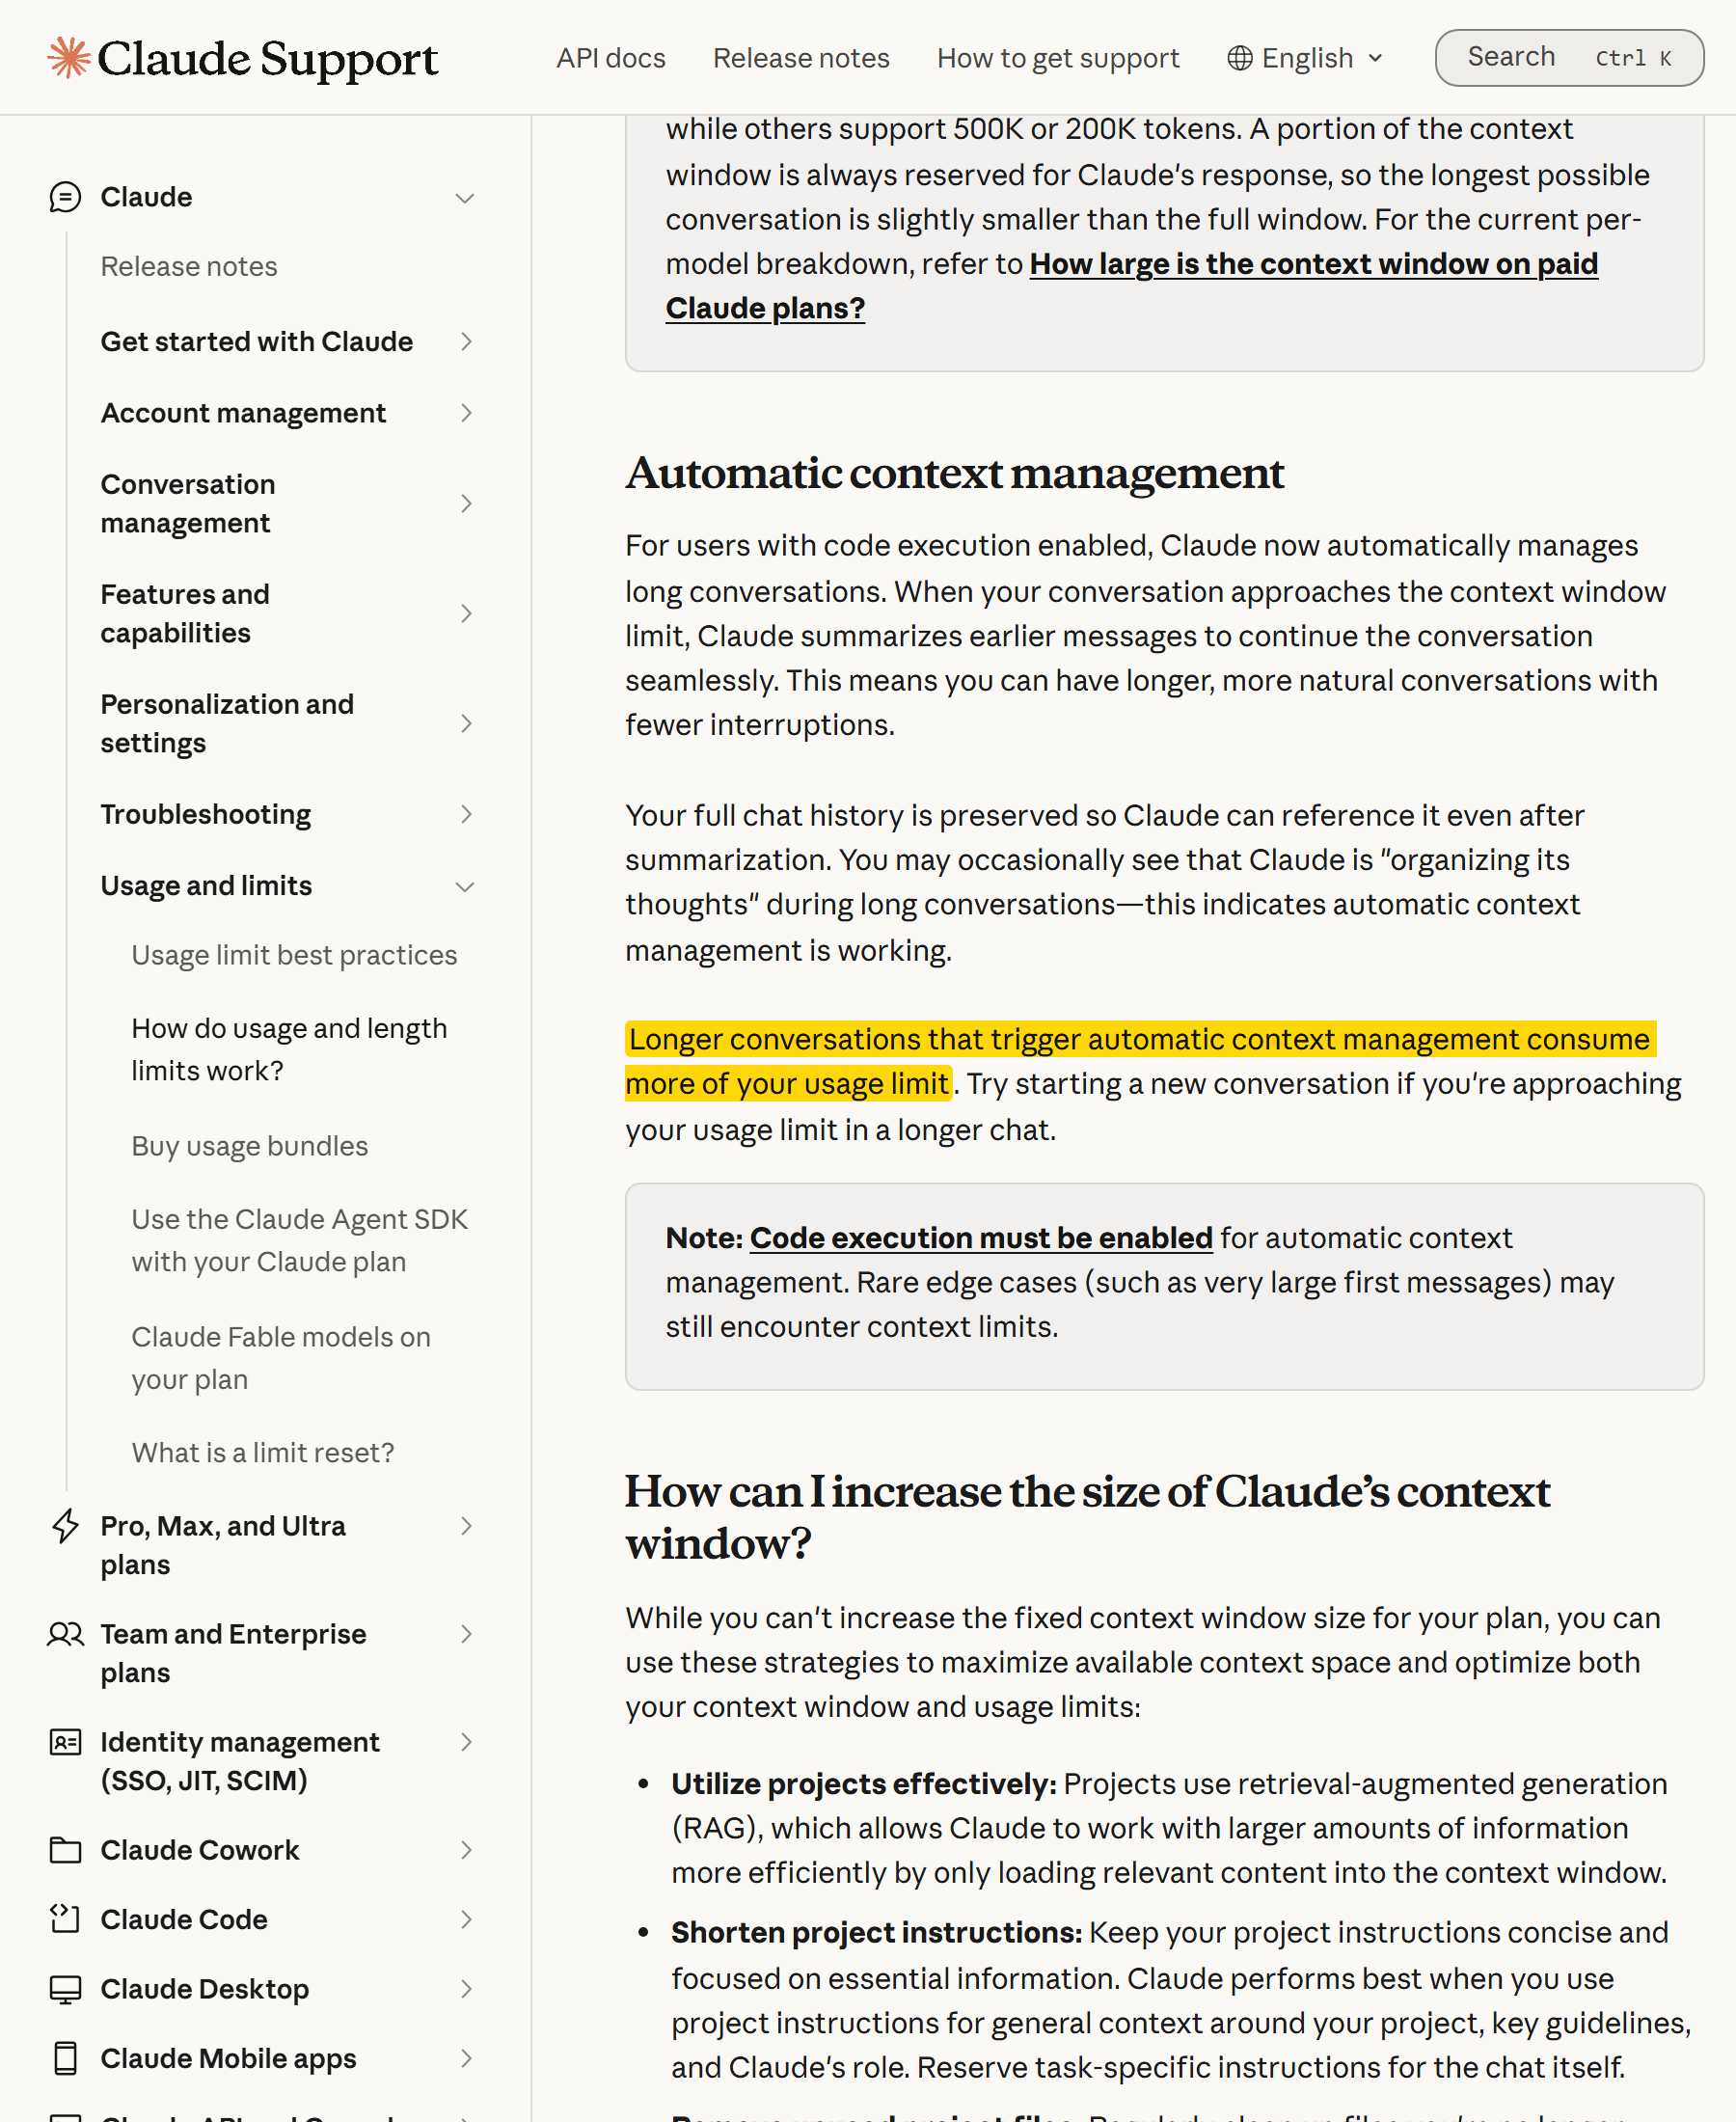 Claude Support
API docs
Release notes
How to get support
English
Search Ctrl K
Claude
Release notes
Get started with Claude
Account management
Conversation
management
Features and
capabilities
Personalization and
settings
Troubleshooting
Usage and limits
Usage limit best practices
How do usage and length
limits work?
Buy usage bundles
Use the Claude Agent SDK
with your Claude plan
Claude Fable models on
your plan
What is a limit reset?
Pro, Max, and Ultra
plans
Team and Enterprise
plans
Identity management
(SSO, JIT, SCIM)
Claude Cowork
Claude Code
Claude Desktop
Claude Mobile apps
while others support 500K or 200K tokens. A portion of the context
window is always reserved for Claude's response, so the longest possible
conversation is slightly smaller than the full window. For the current per-
model breakdown, refer to How large is the context window on paid
Claude plans?
Automatic context management
For users with code execution enabled, Claude now automatically manages
long conversations. When your conversation approaches the context window
limit, Claude summarizes earlier messages to continue the conversation
seamlessly. This means you can have longer, more natural conversations with
fewer interruptions.
Your full chat history is preserved so Claude can reference it even after
summarization. You may occasionally see that Claude is "organizing its
thoughts" during long conversations—this indicates automatic context
management is working.
Longer conversations that trigger automatic context management consume
more of your usage limit. Try starting a new conversation if you're approaching
your usage limit in a longer chat.
Note: Code execution must be enabled for automatic context
management. Rare edge cases (such as very large first messages) may
still encounter context limits.
How can I increase the size of Claude’s context
window?
While you can't increase the fixed context window size for your plan, you can
use these strategies to maximize available context space and optimize both
your context window and usage limits:
• Utilize projects effectively: Projects use retrieval-augmented generation
(RAG), which allows Claude to work with larger amounts of information
more efficiently by only loading relevant content into the context window.
• Shorten project instructions: Keep your project instructions concise and
focused on essential information. Claude performs best when you use
project instructions for general context around your project, key guidelines,
and Claude's role. Reserve task-specific instructions for the chat itself.